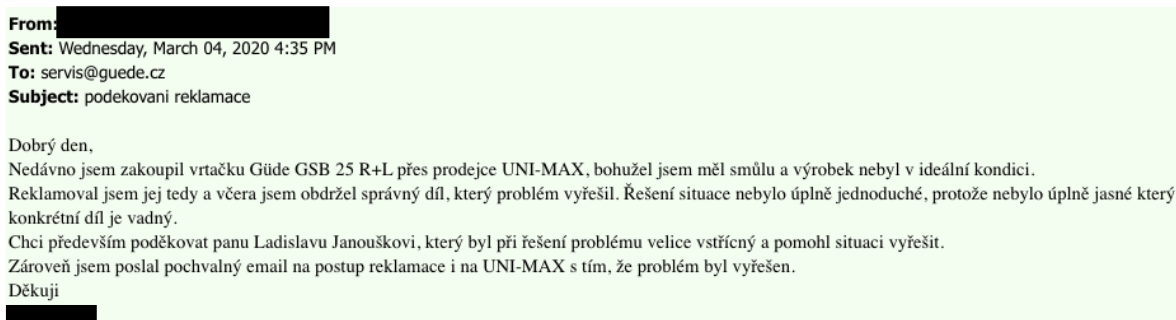 From:
Sent: Wednesday, March 04, 2020 4:35 PM
To: servis@guede.cz
Subject: podekovani reklamace
Dobrý den,
Nedávno jsem zakoupil vrtačku Güde GSB 25 R+L přes prodejce UNI-MAX, bohužel jsem měl smůlu a výrobek nebyl v ideální kondici.
Reklamoval jsem jej tedy a včera jsem obdržel správný díl, který problém vyřešil. Řešení situace nebylo úplně jednoduché, protože nebylo úplně jasné který
konkrétní díl je vadný.
Chci především poděkovat panu Ladislavu Janouškovi, který byl při řešení problému velice vstřícný a pomohl situaci vyřešit.
Zároveň jsem poslal pochvalný email na postup reklamace i na UNI-MAX s tím, že problém byl vyřešen.
Děkuji